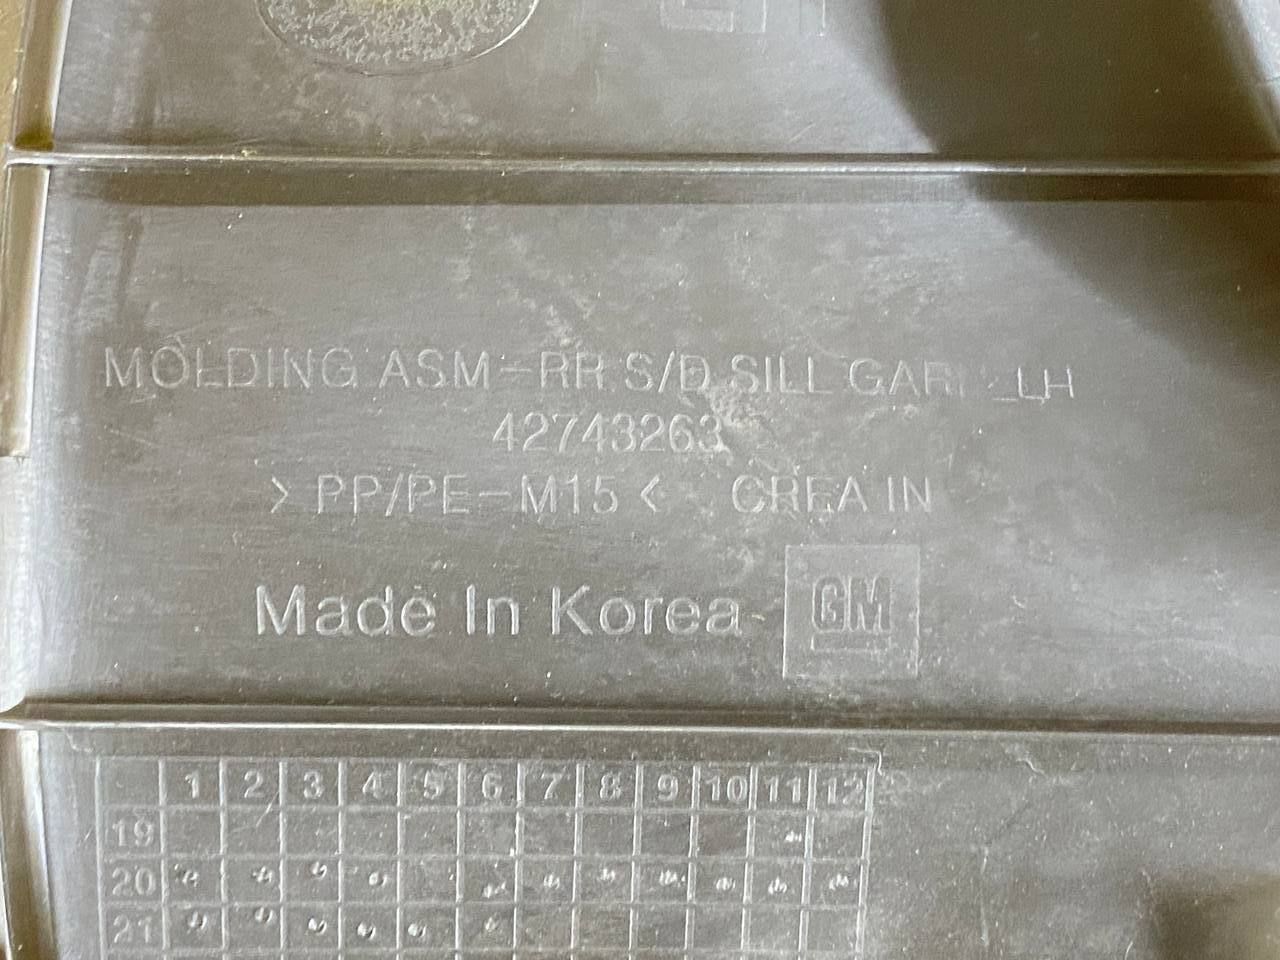 MOLDING ASM-RR S/D SILL LH
42743263
>PP/PE-M15< CREA IN
Made In Korea GM
1 2 3 4 5 6 7 8 9 10 11 12
19
20
21